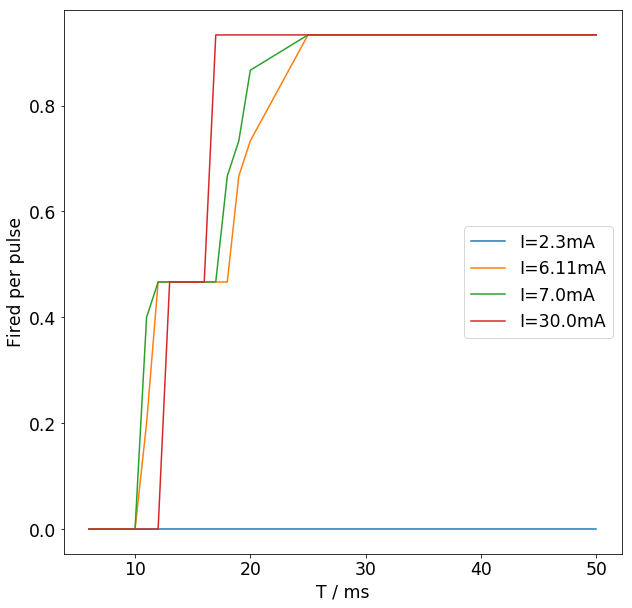 Fired per pulse
0.8
0.6
0.4
0.2
0.0
I=2.3mA
I=6.11mA
I=7.0mA
I=30.0mA
10 20 30 40 50
T / ms